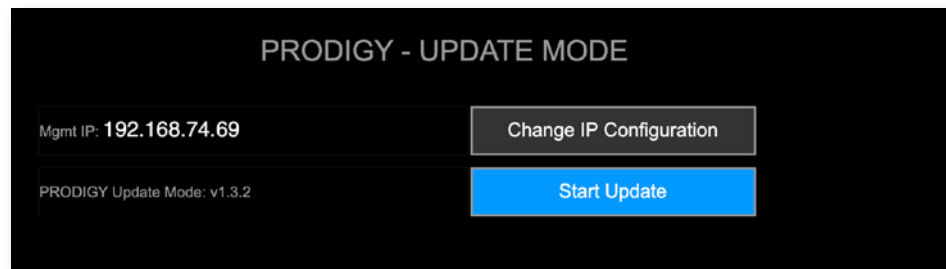 PRODIGY - UPDATE MODE
Mgmt IP: 192.168.74.69
Change IP Configuration
PRODIGY Update Mode: v1.3.2
Start Update